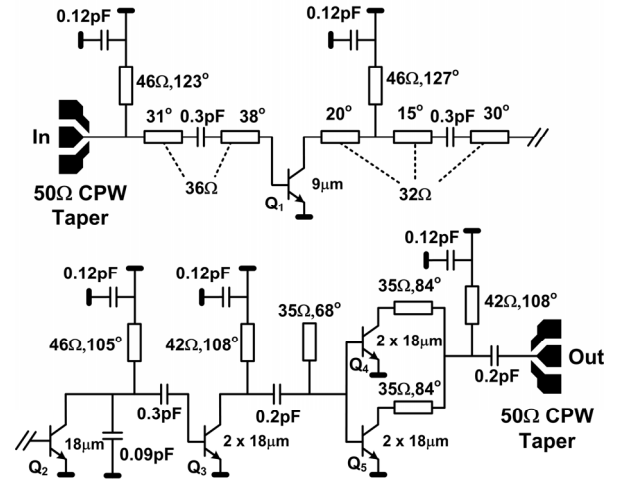 0.12pF
0.12pF
46Ω,123°
46Ω,127°
31°
0.3pF
38°
20°
15°
0.3pF
30°
In
36Ω
9μm
32Ω
50Ω CPW
Taper
Q1
0.12pF
0.12pF
0.12pF
35Ω,84°
35Ω,68°
46Ω,105°
42Ω,108°
42Ω,108°
2 x 18μm
Q4
Out
35Ω,84°
0.2pF
0.3pF
0.2pF
50Ω CPW
Taper
18μm
0.09pF
2 x 18μm
2 x 18μm
Q2
Q3
Q5